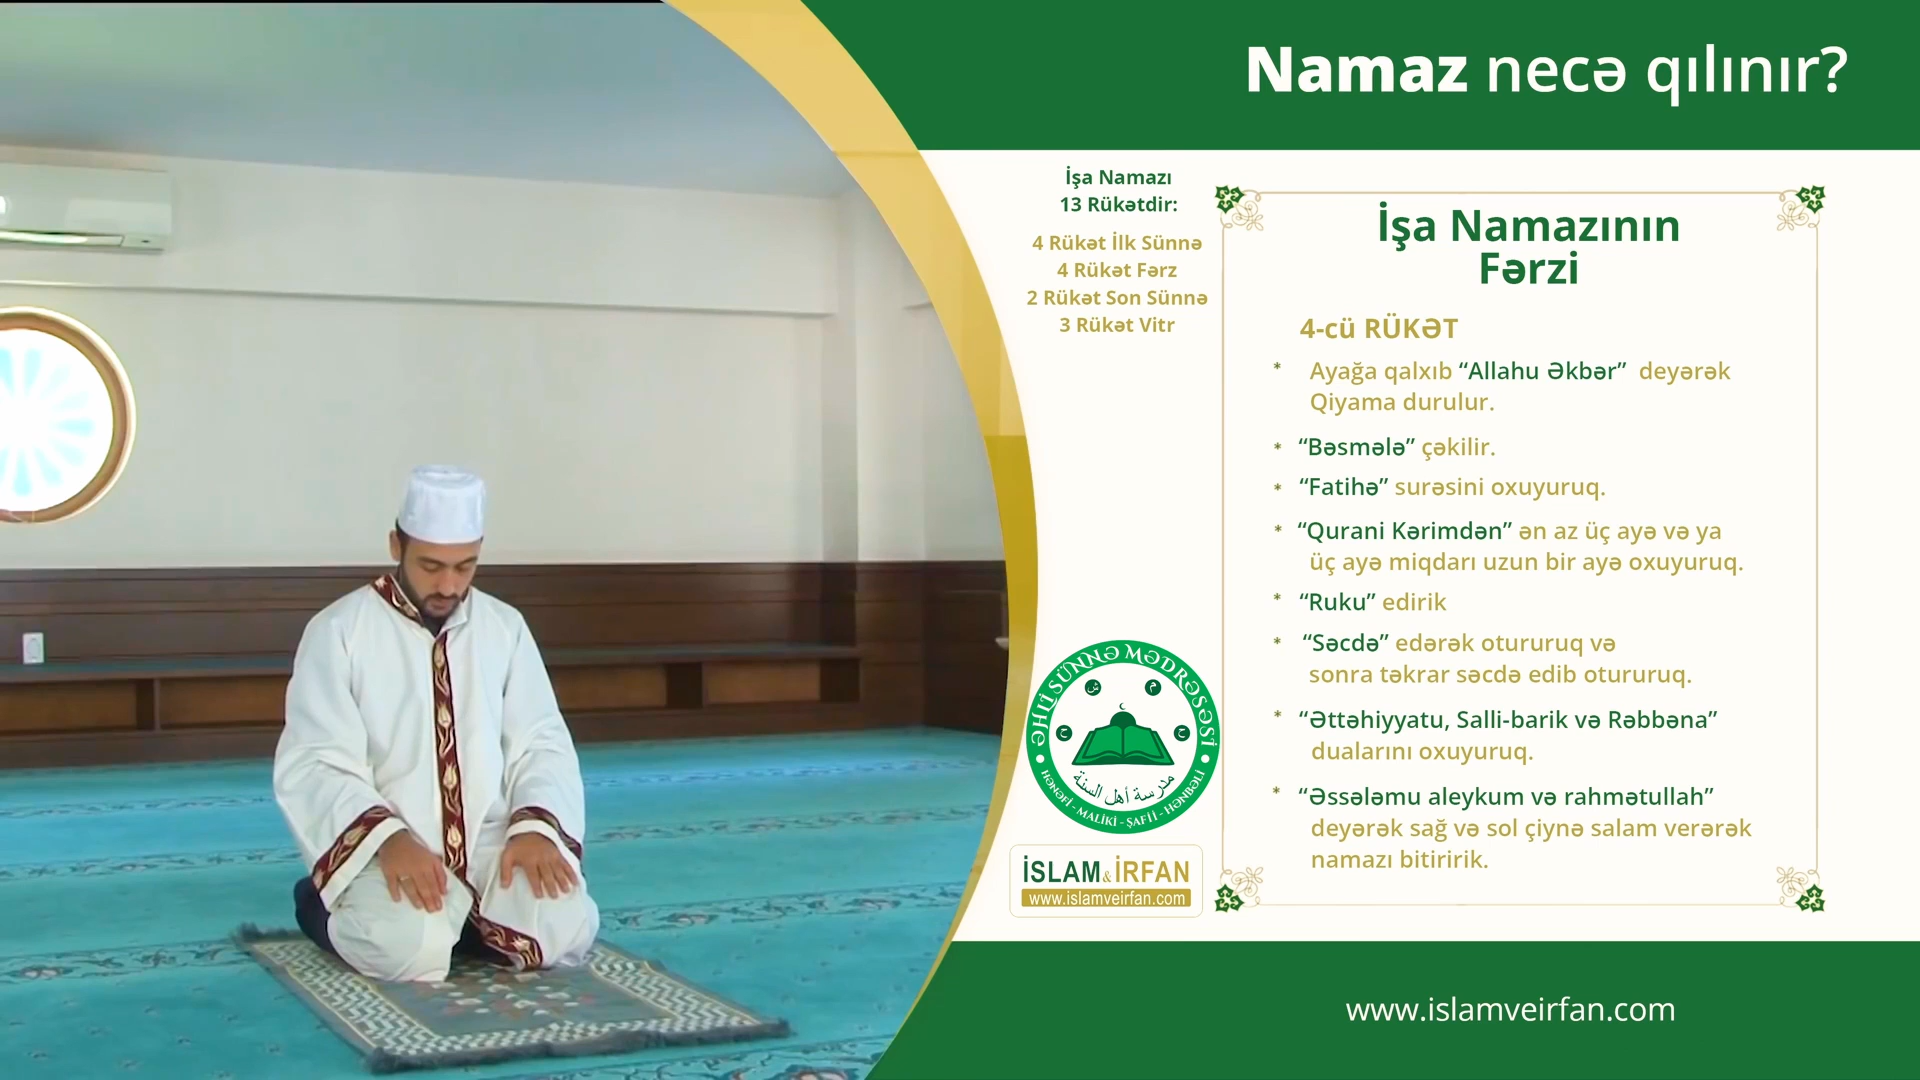 Namaz necə qılınır?
İşa Namazı
13 Rükətdir:
4 Rükət İlk Sünnə
4 Rükət Fərz
2 Rükət Son Sünnə
3 Rükət Vitr
İşa Namazının
Fərzi
4-cü RÜKƏT
* Ayağa qalxıb “Allahu Əkbər” deyərək
Qiyama durulur.
* “Bəsmələ” çəkilir.
* “Fatihə” surəsini oxuyuruq.
* “Qurani Kərimdən” ən az üç ayə və ya
üç ayə miqdarı uzun bir ayə oxuyuruq.
* “Ruku” edirik
* “Səcdə” edərək otururuq və
sonra təkrar səcdə edib otururuq.
* “Əttəhiyyatu, Salli-barik və Rəbbəna”
dualarını oxuyuruq.
* “Əssələmu aleykum və rahmətullah”
deyərək sağ və sol çiynə salam verərək
namazı bitiririk.
ƏHLİ SÜNNƏ MƏDRƏSƏSİ
ش م
ح ح
مدرسة أهل السنة
HƏNƏFİ - MALİKİ - ŞAFİİ - HƏNBƏLİ
İSLAM & İRFAN
www.islamveirfan.com
www.islamveirfan.com